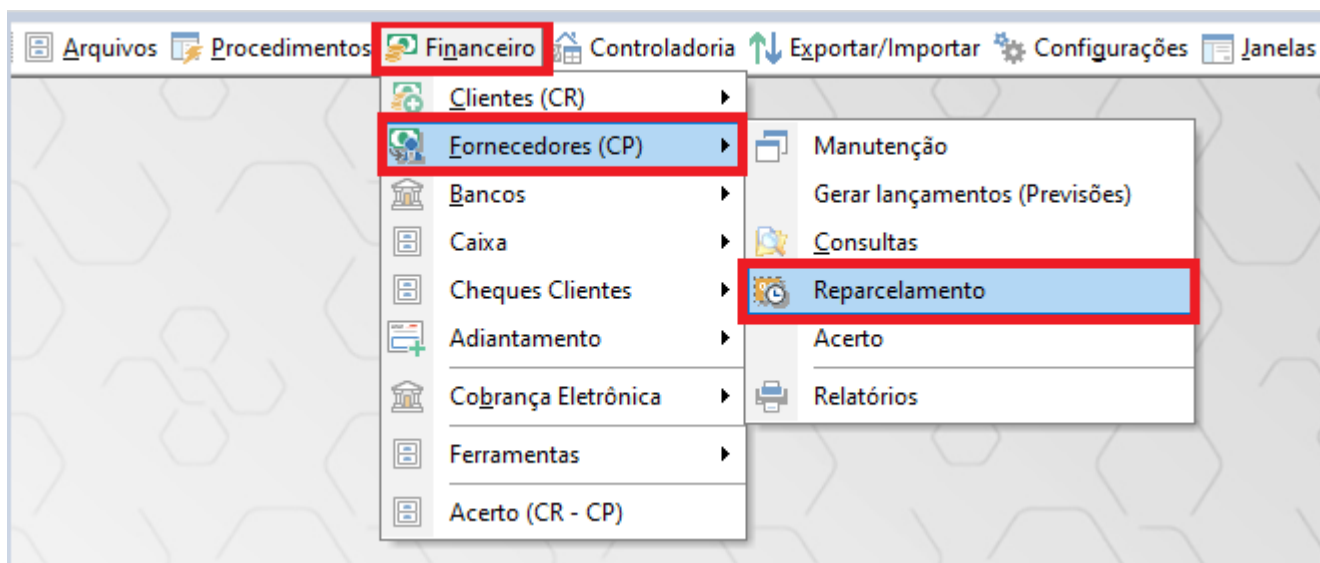 Arquivos Procedimentos Financeiro Controladoria Exportar/Importar Configurações Janelas
Clientes (CR)
Fornecedores (CP)
Bancos
Caixa
Cheques Clientes
Adiantamento
Cobrança Eletrônica
Ferramentas
Acerto (CR - CP)
Manutenção
Gerar lançamentos (Previsões)
Consultas
Reparcelamento
Acerto
Relatórios